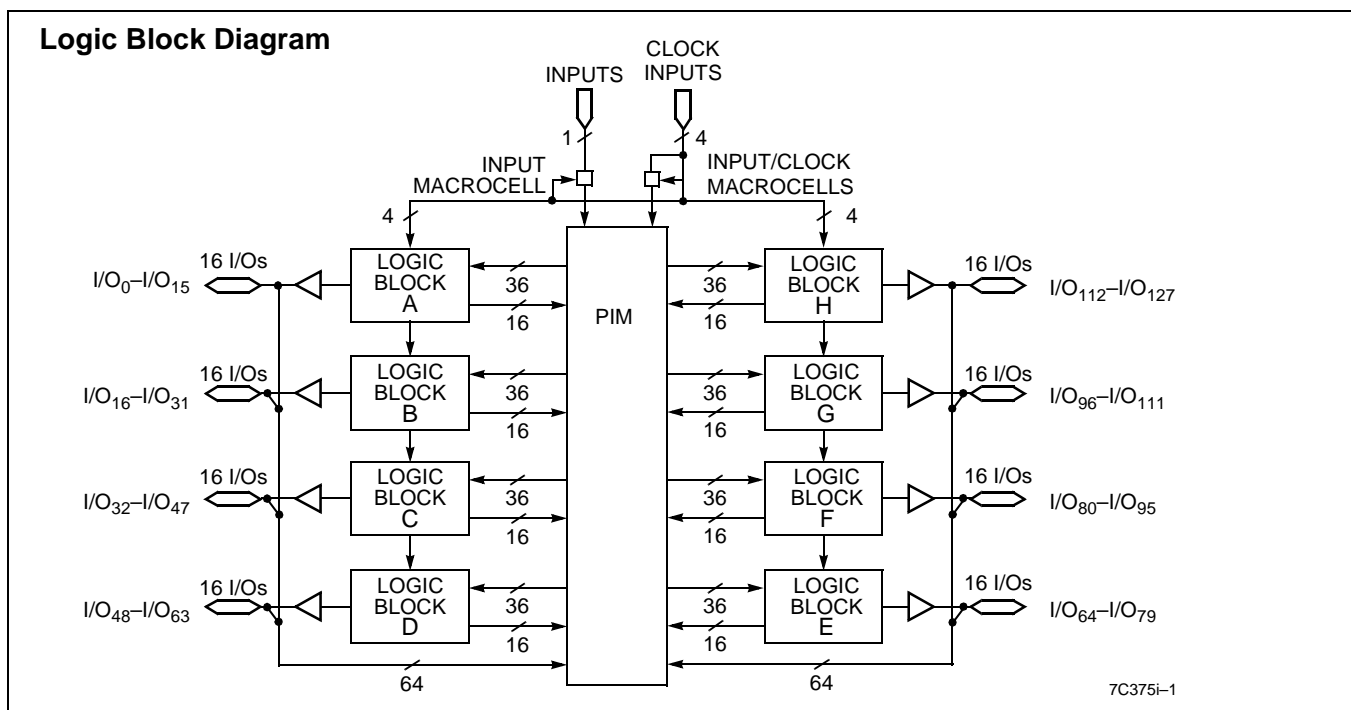 Logic Block Diagram
INPUTS
CLOCK
INPUTS
1
4
INPUT
MACROCELL
INPUT/CLOCK
MACROCELLS
4
4
PIM
I/O0–I/O15
16 I/Os
LOGIC
BLOCK
A
36
16
36
16
LOGIC
BLOCK
H
16 I/Os
I/O112–I/O127
I/O16–I/O31
16 I/Os
LOGIC
BLOCK
B
36
16
36
16
LOGIC
BLOCK
G
16 I/Os
I/O96–I/O111
I/O32–I/O47
16 I/Os
LOGIC
BLOCK
C
36
16
36
16
LOGIC
BLOCK
F
16 I/Os
I/O80–I/O95
I/O48–I/O63
16 I/Os
LOGIC
BLOCK
D
36
16
36
16
LOGIC
BLOCK
E
16 I/Os
I/O64–I/O79
64
64
7C375i–1